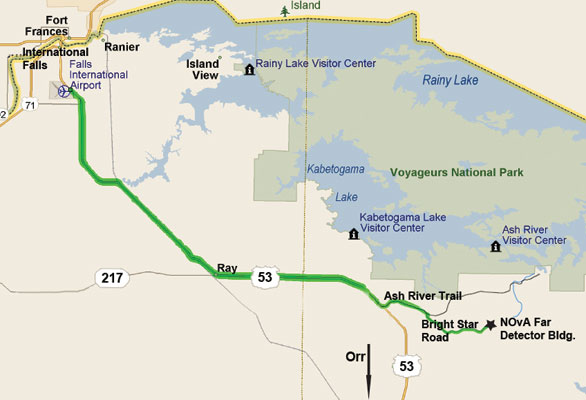 Island
Fort
Frances
Ranier
International
Falls
Falls
International
Airport
Island
View
Rainy Lake Visitor Center
Rainy Lake
71
Kabetogama
Lake
Voyageurs National Park
Kabetogama Lake
Visitor Center
Ash River
Visitor Center
217
Ray
53
Ash River Trail
Bright Star
Road
NOvA Far
Detector Bldg.
Orr
53